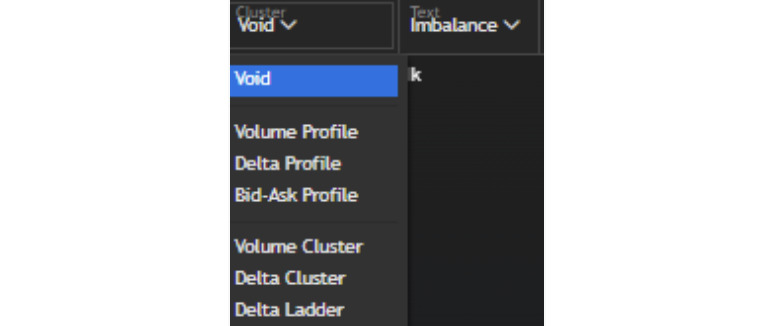 Cluster
Text
Void
Imbalance
Void
k
Volume Profile
Delta Profile
Bid-Ask Profile
Volume Cluster
Delta Cluster
Delta Ladder